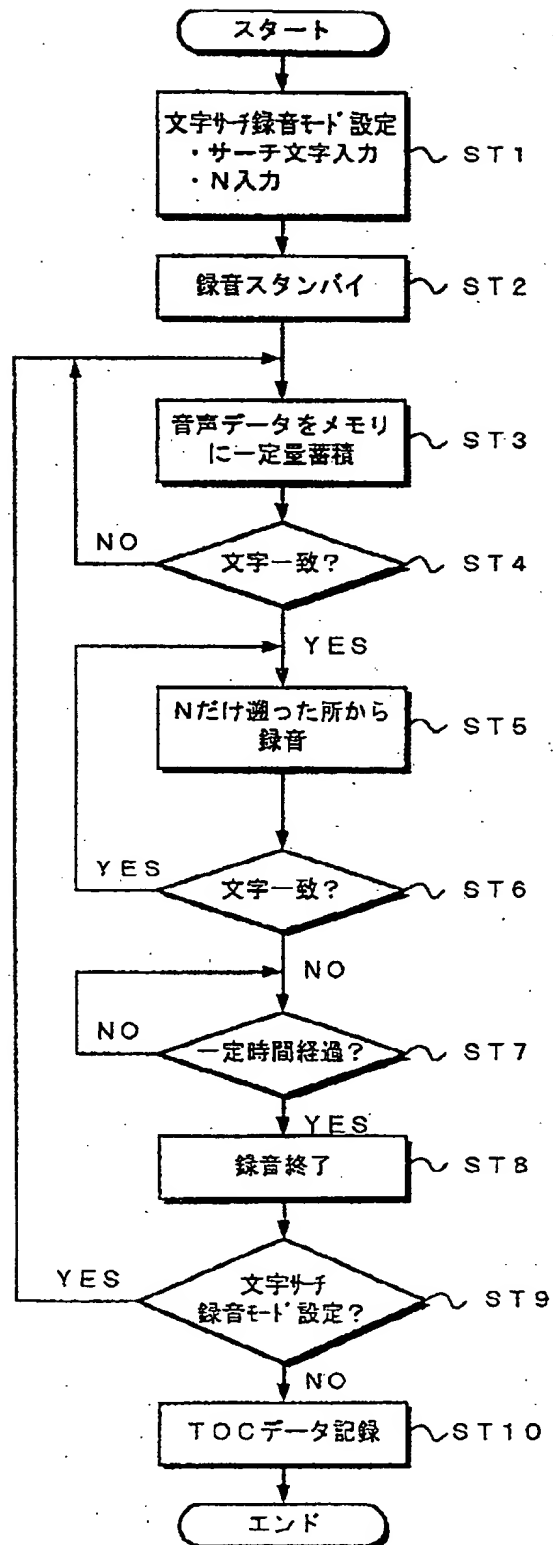 スタート
文字サーチ録音モード設定
・サーチ文字入力
・N入力
ST1
録音スタンバイ
ST2
音声データをメモリ
に一定量蓄積
ST3
NO
文字一致?
ST4
YES
Nだけ遡った所から
録音
ST5
YES
文字一致?
ST6
NO
NO
一定時間経過?
ST7
YES
録音終了
ST8
YES
文字サーチ
録音モード設定?
ST9
NO
TOCデータ記録
ST10
エンド